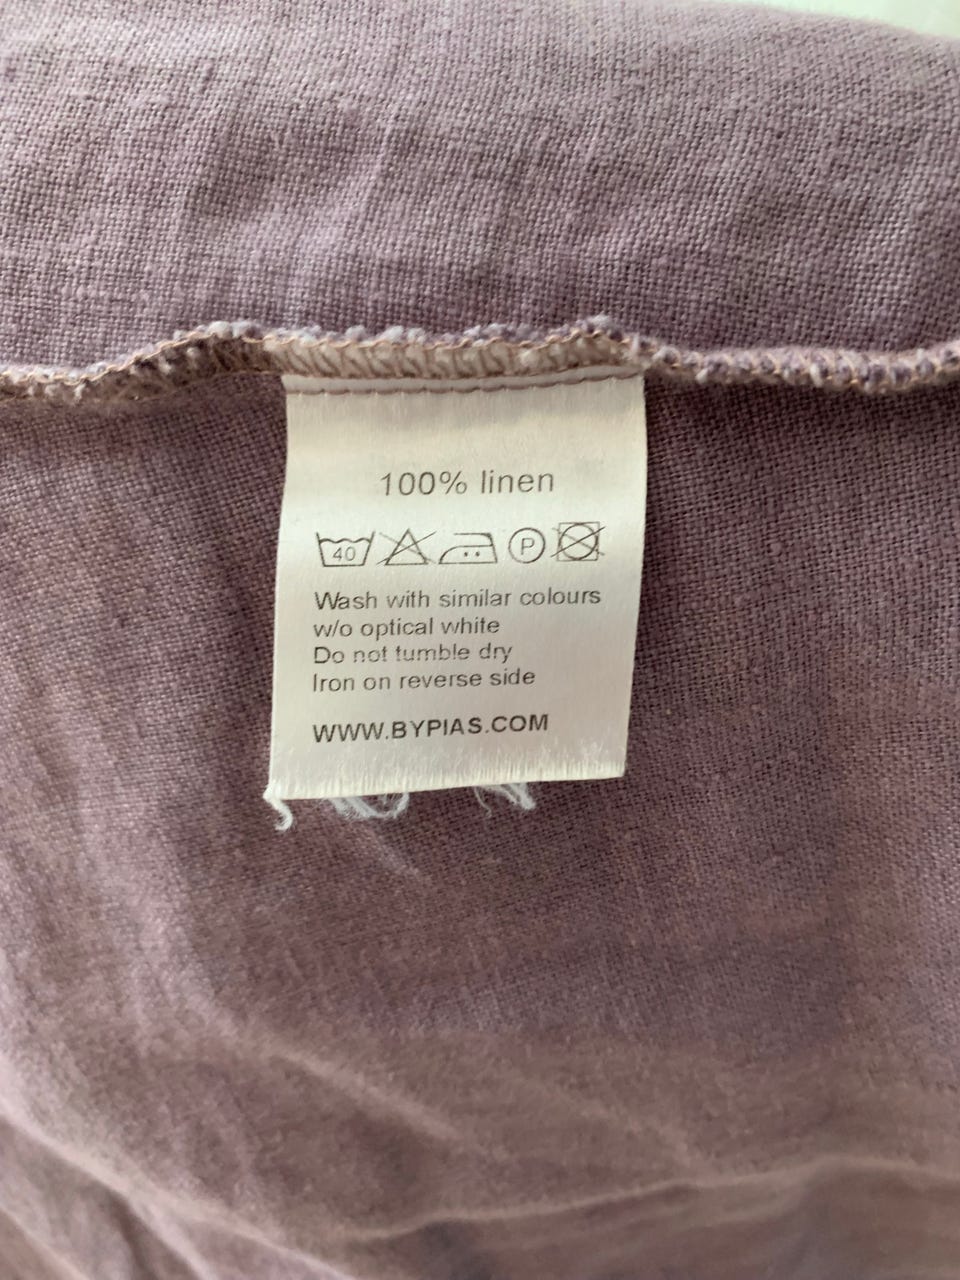 100% linen
40 P
Wash with similar colours
w/o optical white
Do not tumble dry
Iron on reverse side
WWW.BYPIAS.COM